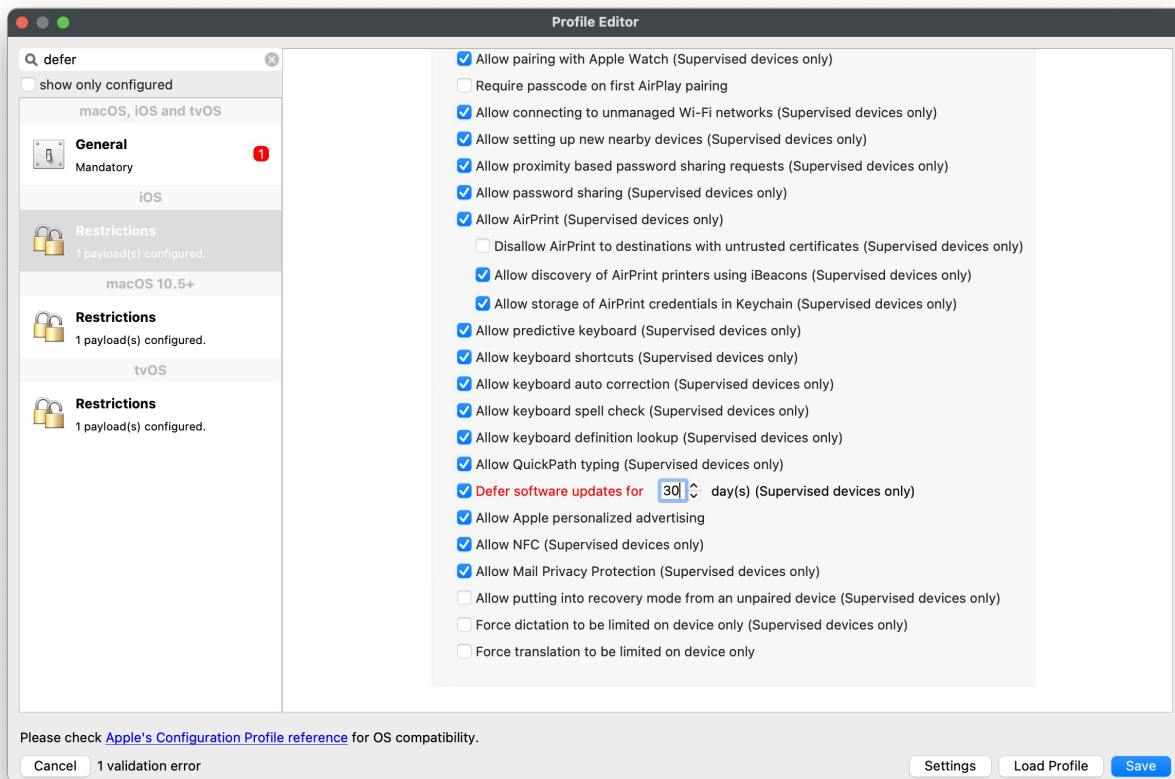 Profile Editor
defer
show only configured
macOS, iOS and tvOS
General
1
Mandatory
iOS
Restrictions
1 payload(s) configured.
macOS 10.5+
Restrictions
1 payload(s) configured.
tvOS
Restrictions
1 payload(s) configured.
Allow pairing with Apple Watch (Supervised devices only)
Require passcode on first AirPlay pairing
Allow connecting to unmanaged Wi-Fi networks (Supervised devices only)
Allow setting up new nearby devices (Supervised devices only)
Allow proximity based password sharing requests (Supervised devices only)
Allow password sharing (Supervised devices only)
Allow AirPrint (Supervised devices only)
Disallow AirPrint to destinations with untrusted certificates (Supervised devices only)
Allow discovery of AirPrint printers using iBeacons (Supervised devices only)
Allow storage of AirPrint credentials in Keychain (Supervised devices only)
Allow predictive keyboard (Supervised devices only)
Allow keyboard shortcuts (Supervised devices only)
Allow keyboard auto correction (Supervised devices only)
Allow keyboard spell check (Supervised devices only)
Allow keyboard definition lookup (Supervised devices only)
Allow QuickPath typing (Supervised devices only)
Defer software updates for 30 day(s) (Supervised devices only)
Allow Apple personalized advertising
Allow NFC (Supervised devices only)
Allow Mail Privacy Protection (Supervised devices only)
Allow putting into recovery mode from an unpaired device (Supervised devices only)
Force dictation to be limited on device only (Supervised devices only)
Force translation to be limited on device only
Please check Apple's Configuration Profile reference for OS compatibility.
Cancel 1 validation error Settings Load Profile Save